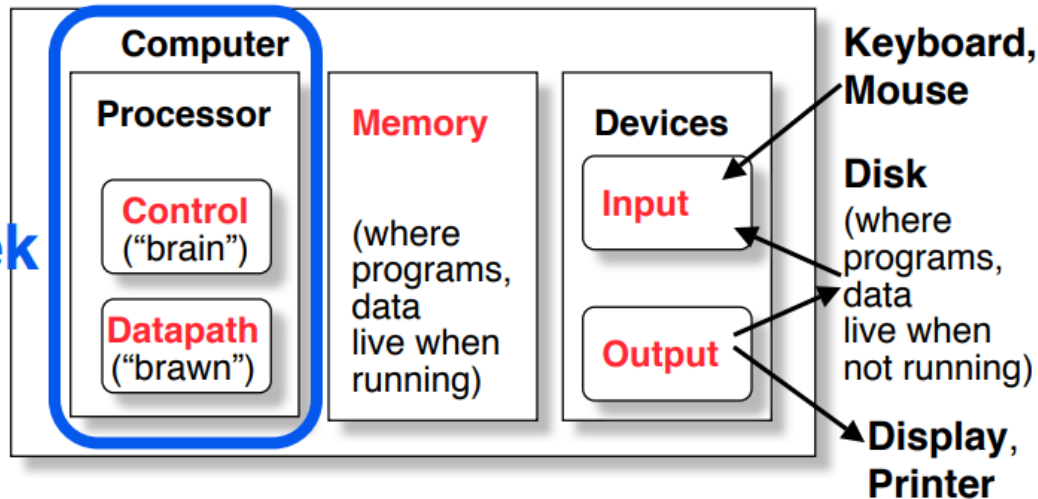 Computer
Processor
Control
(“brain”)
Datapath
(“brawn”)
Memory
(where
programs,
data
live when
running)
Devices
Input
Output
Keyboard,
Mouse
Disk
(where
programs,
data
live when
not running)
Display,
Printer